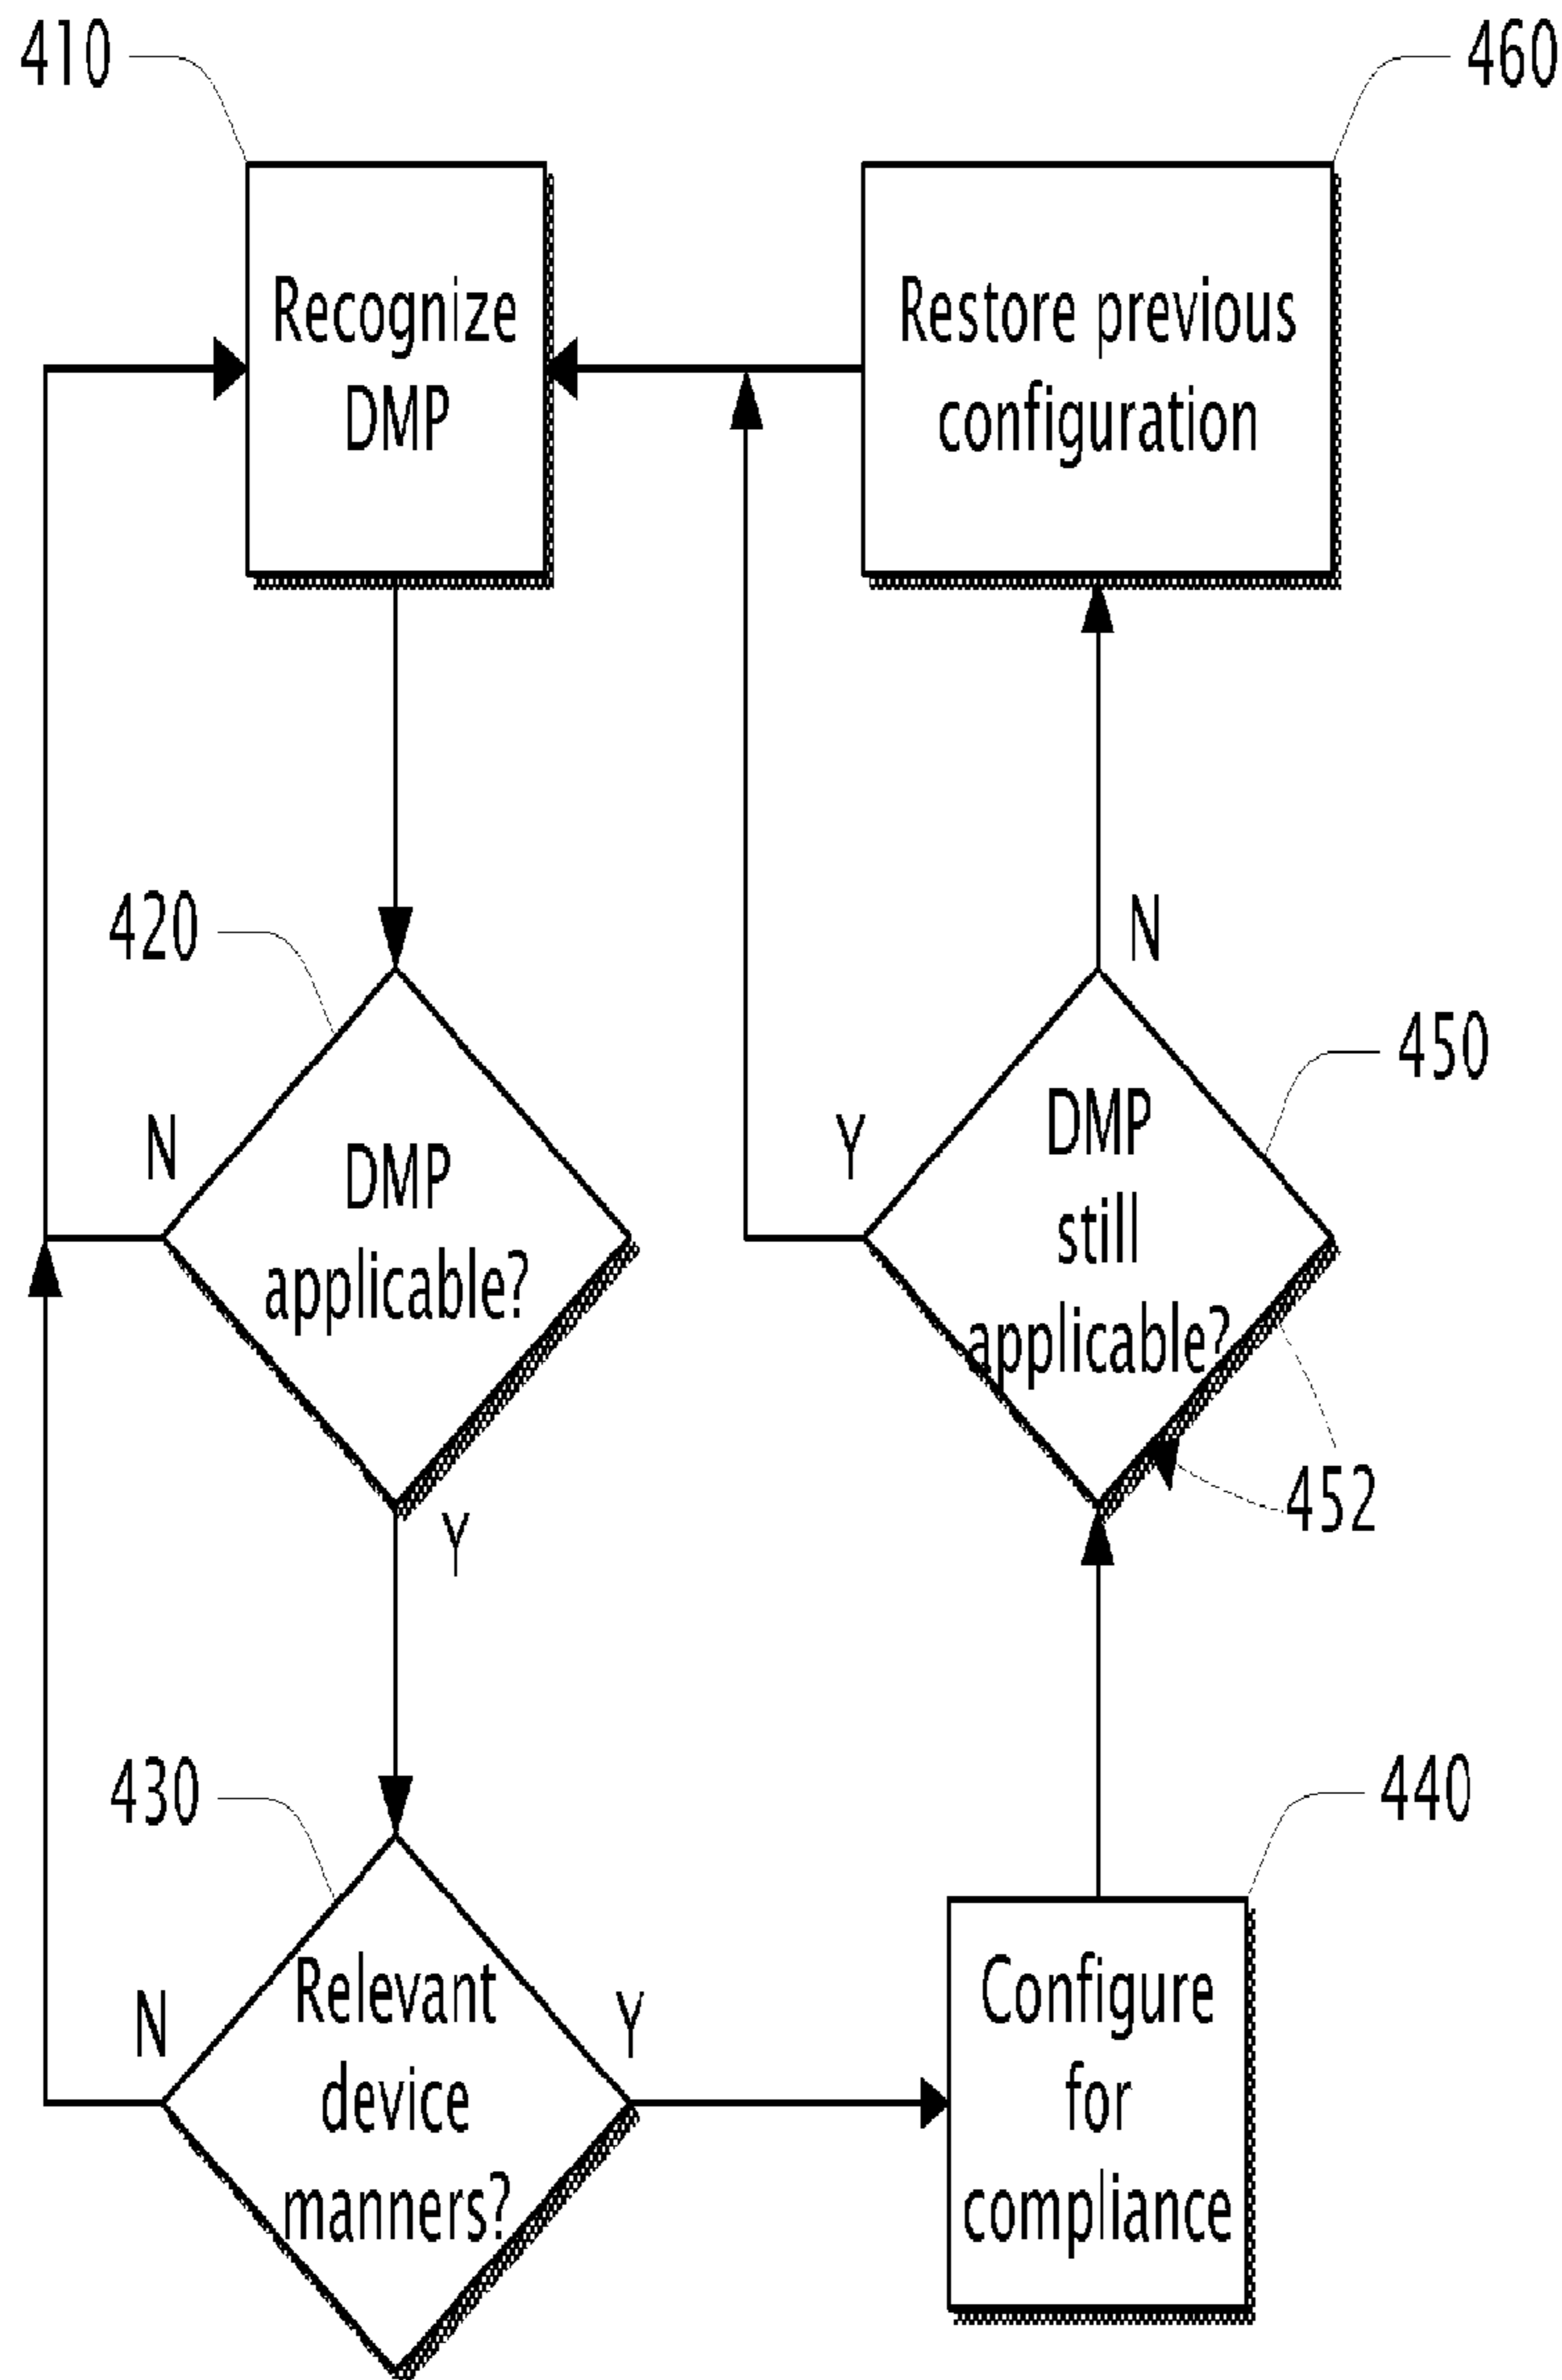 410
460
Recognize
DMP
Restore previous
configuration
420
N
450
N
DMP
applicable?
Y
DMP
still
applicable?
Y
452
430
440
N
Relevant
device
manners?
Y
Configure
for
compliance